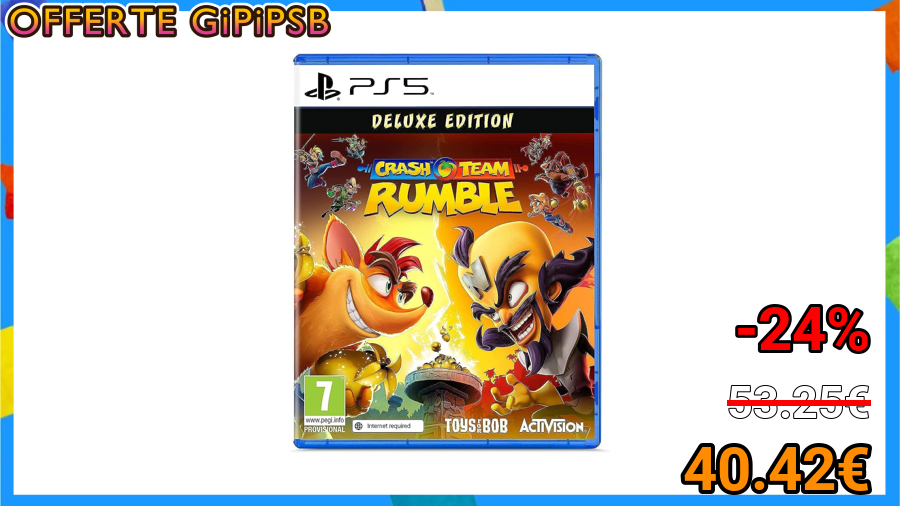 OFFERTE GiPiPSB
PS5
DELUXE EDITION
CRASH TEAM
RUMBLE
7
www.pegi.info
PROVISIONAL
Internet required
TOYS FOR BOB
ACTIVISION
-24%
53.25€
40.42€